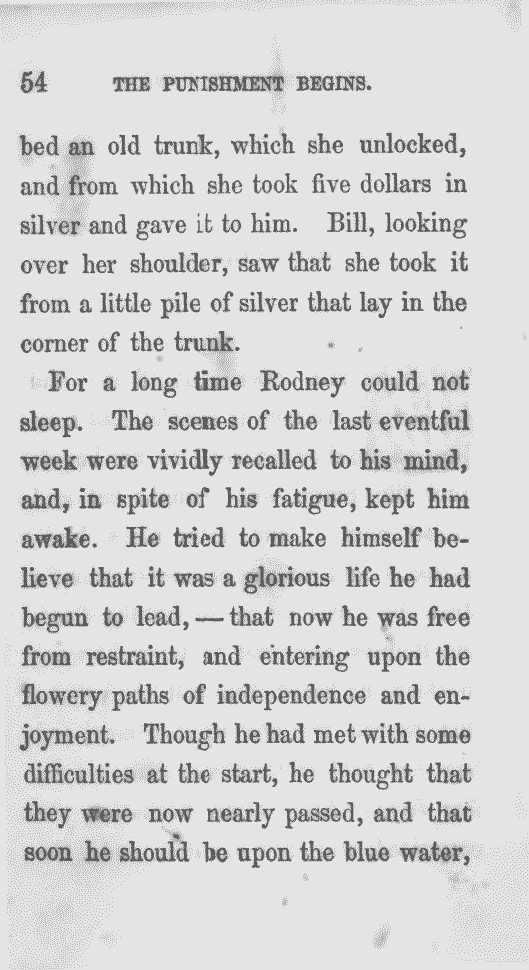 54 THE PUNISHMENT BEGINS.
bed an old trunk, which she unlocked,
and from which she took five dollars in
silver and gave it to him. Bill, looking
over her shoulder, saw that she took it
from a little pile of silver that lay in the
corner of the trunk.
For a long time Rodney could not
sleep. The scenes of the last eventful
week were vividly recalled to his mind,
and, in spite of his fatigue, kept him
awake. He tried to make himself be-
lieve that it was a glorious life he had
begun to lead, — that now he was free
from restraint, and entering upon the
flowery paths of independence and en-
joyment. Though he had met with some
difficulties at the start, he thought that
they were now nearly passed, and that
soon he should be upon the blue water,